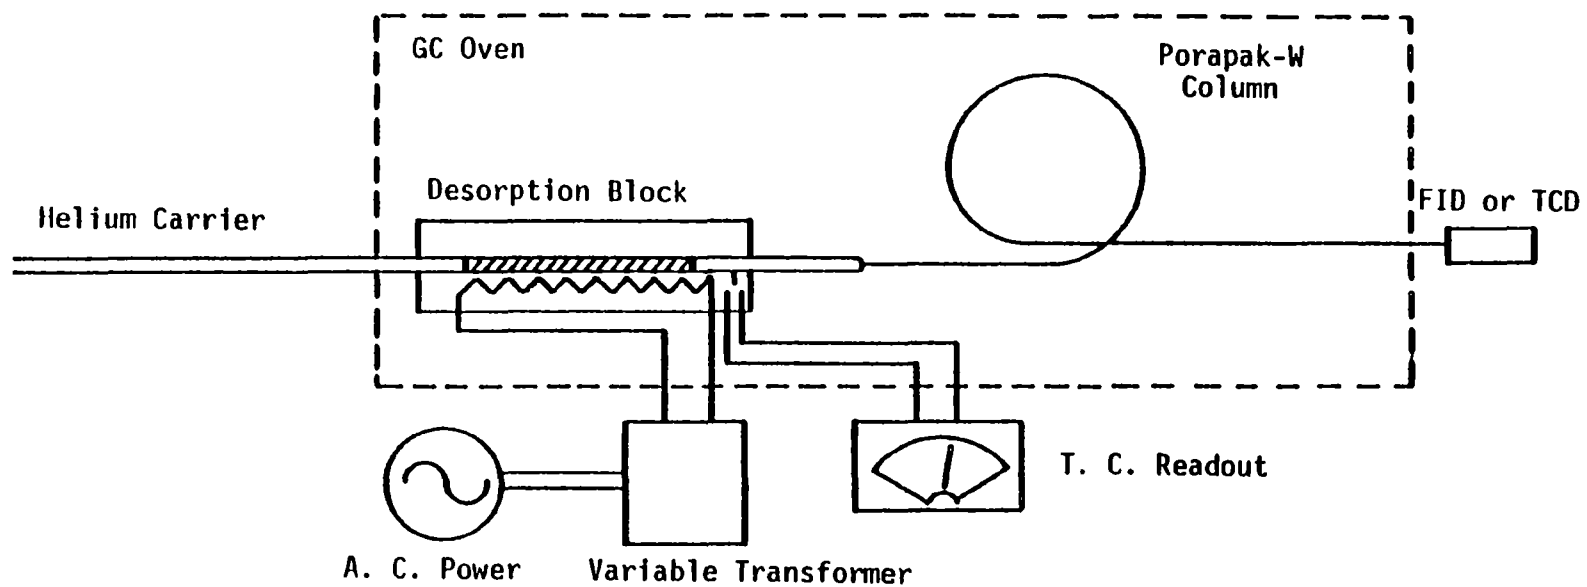 GC Oven
Porapak-W
Column
Desorption Block
Helium Carrier
FID or TCD
T. C. Readout
A. C. Power
Variable Transformer